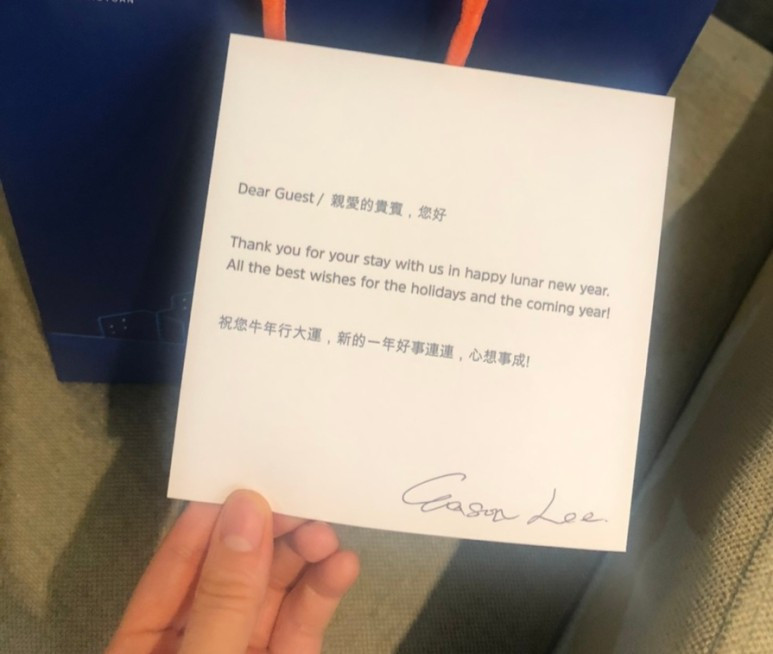 Dear Guest / 親愛的貴賓，您好
Thank you for your stay with us in happy lunar new year.
All the best wishes for the holidays and the coming year!
祝您牛年行大運，新的一年好事連連，心想事成!
Eason Lee